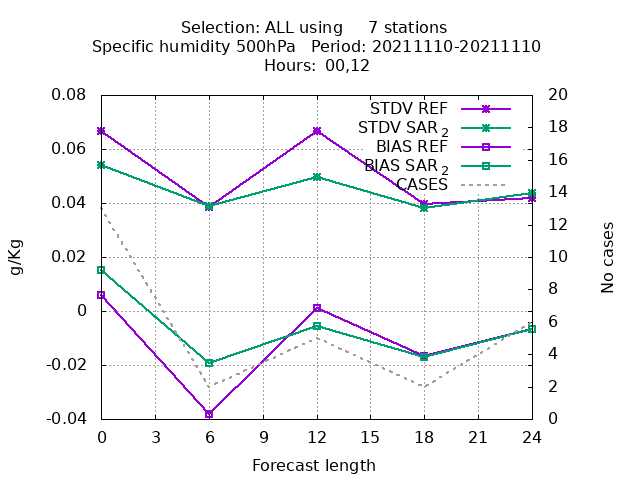 Selection: ALL using 7 stations
Specific humidity 500hPa Period: 20211110-20211110
Hours: 00,12
STDV REF
STDV SAR 2
BIAS REF
BIAS SAR 2
CASES
0.08
0.06
0.04
0.02
0
-0.02
-0.04
g/Kg
20
18
16
14
12
10
8
6
4
2
0
No cases
0 3 6 9 12 15 18 21 24
Forecast length